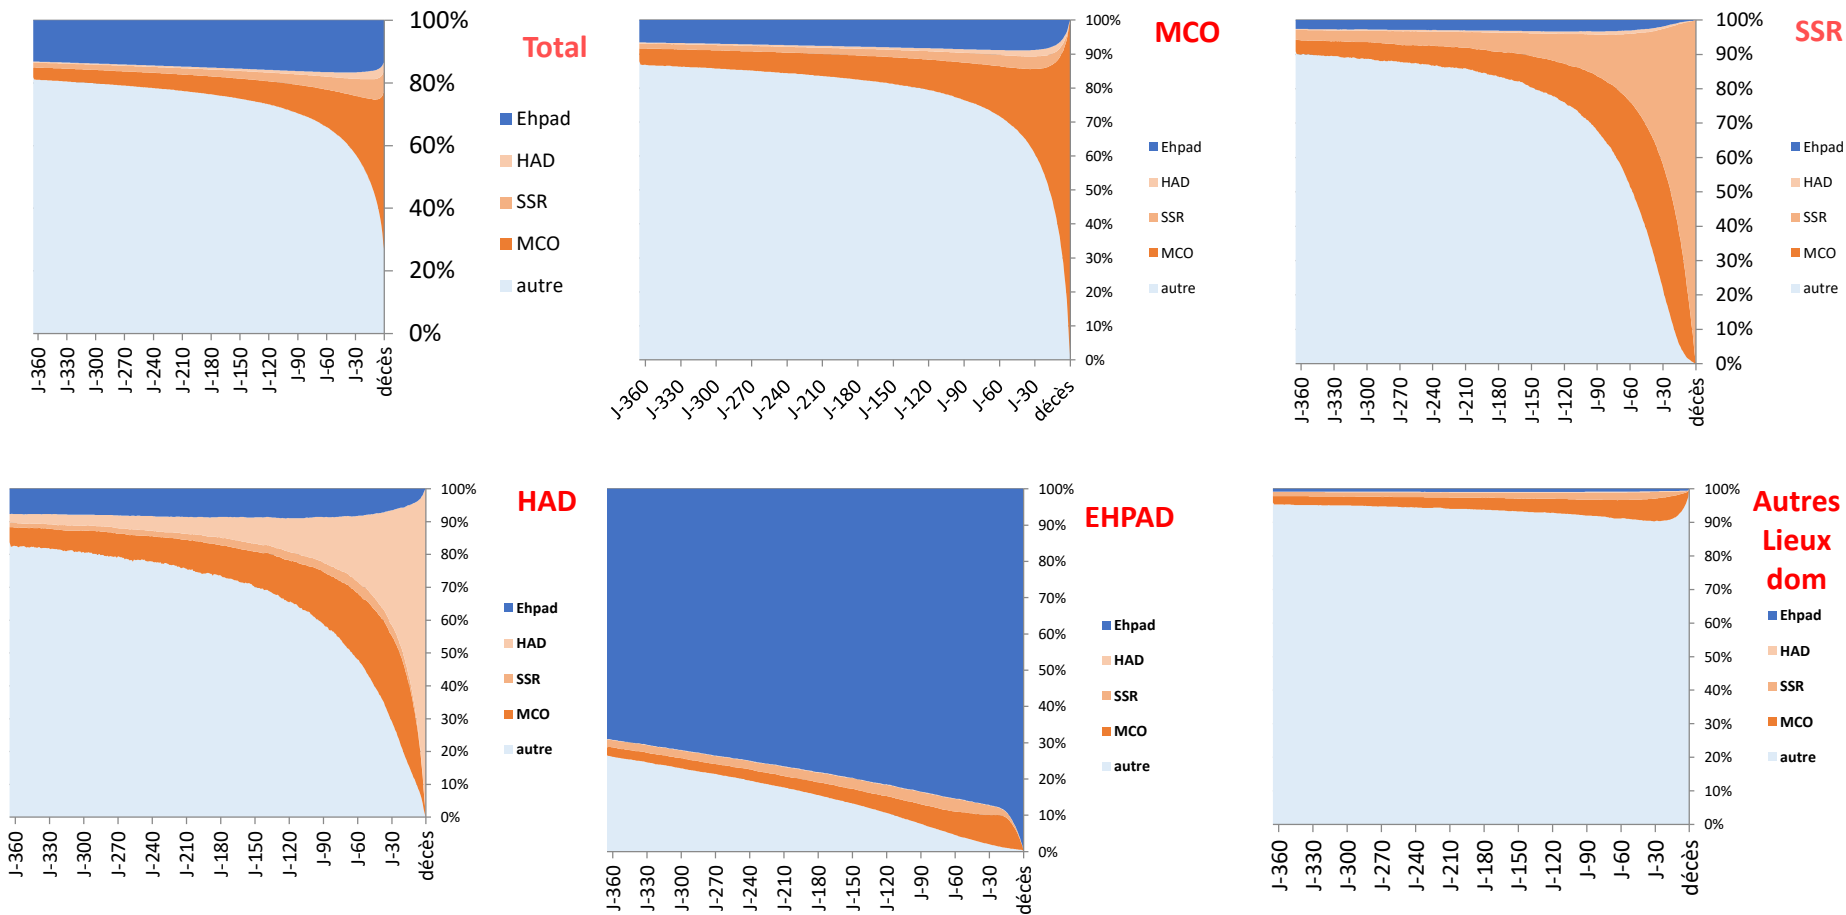 Total
100%
80%
60%
40%
20%
0%
Ehpad
HAD
SSR
MCO
autre
J-360
J-330
J-300
J-270
J-240
J-210
J-180
J-150
J-120
J-90
J-60
J-30
décès
MCO
100%
90%
80%
70%
60%
50%
40%
30%
20%
10%
0%
Ehpad
HAD
SSR
MCO
autre
J-360
J-330
J-300
J-270
J-240
J-210
J-180
J-150
J-120
J-90
J-60
J-30
décès
SSR
100%
90%
80%
70%
60%
50%
40%
30%
20%
10%
0%
Ehpad
HAD
SSR
MCO
autre
J-360
J-330
J-300
J-270
J-240
J-210
J-180
J-150
J-120
J-90
J-60
J-30
décès
HAD
100%
90%
80%
70%
60%
50%
40%
30%
20%
10%
0%
Ehpad
HAD
SSR
MCO
autre
J-360
J-330
J-300
J-270
J-240
J-210
J-180
J-150
J-120
J-90
J-60
J-30
décès
EHPAD
100%
90%
80%
70%
60%
50%
40%
30%
20%
10%
0%
Ehpad
HAD
SSR
MCO
autre
J-360
J-330
J-300
J-270
J-240
J-210
J-180
J-150
J-120
J-90
J-60
J-30
décès
Autres
Lieux
dom
100%
90%
80%
70%
60%
50%
40%
30%
20%
10%
0%
Ehpad
HAD
SSR
MCO
autre
J-360
J-330
J-300
J-270
J-240
J-210
J-180
J-150
J-120
J-90
J-60
J-30
décès